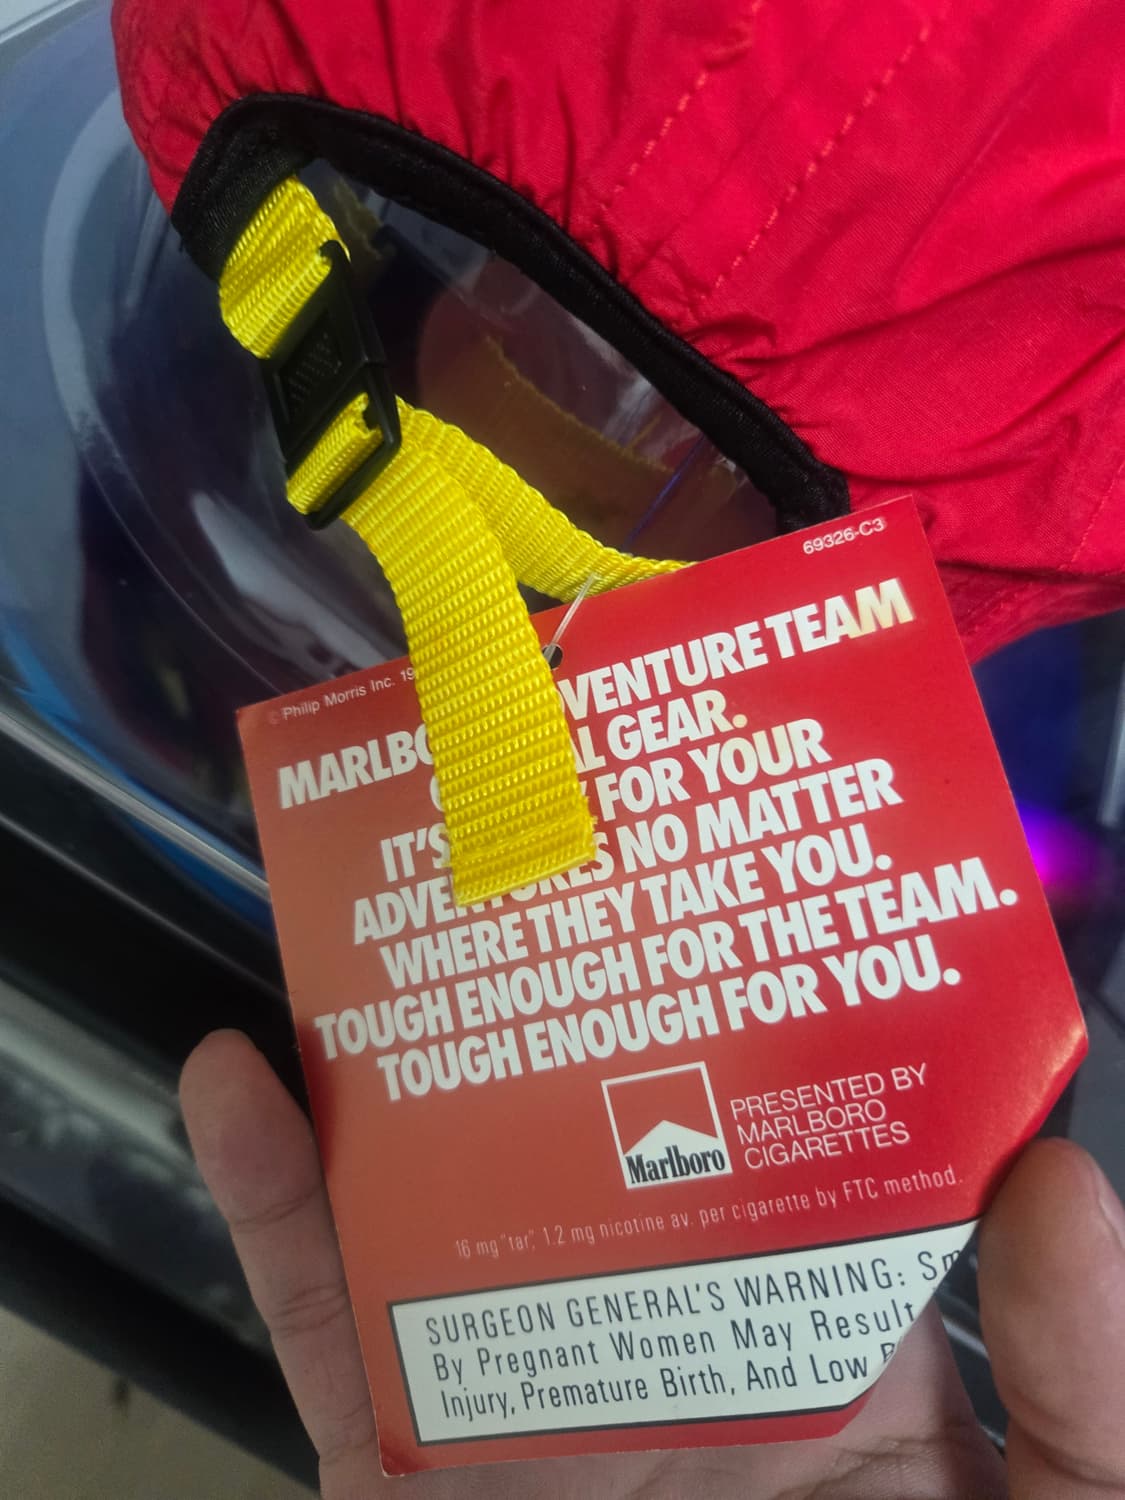 69326-C3
© Philip Morris Inc. 19
VENTURE TEAM
GEAR.
IT'S FOR YOUR
NO MATTER
WHERE THEY TAKE YOU.
TOUGH ENOUGH FOR THE TEAM.
TOUGH ENOUGH FOR YOU.
Marlboro
PRESENTED BY
MARLBORO
CIGARETTES
16 mg "tar", 1.2 mg nicotine av. per cigarette by FTC method.
SURGEON GENERAL'S WARNING: Sm
By Pregnant Women May Result
Injury, Premature Birth, And Low